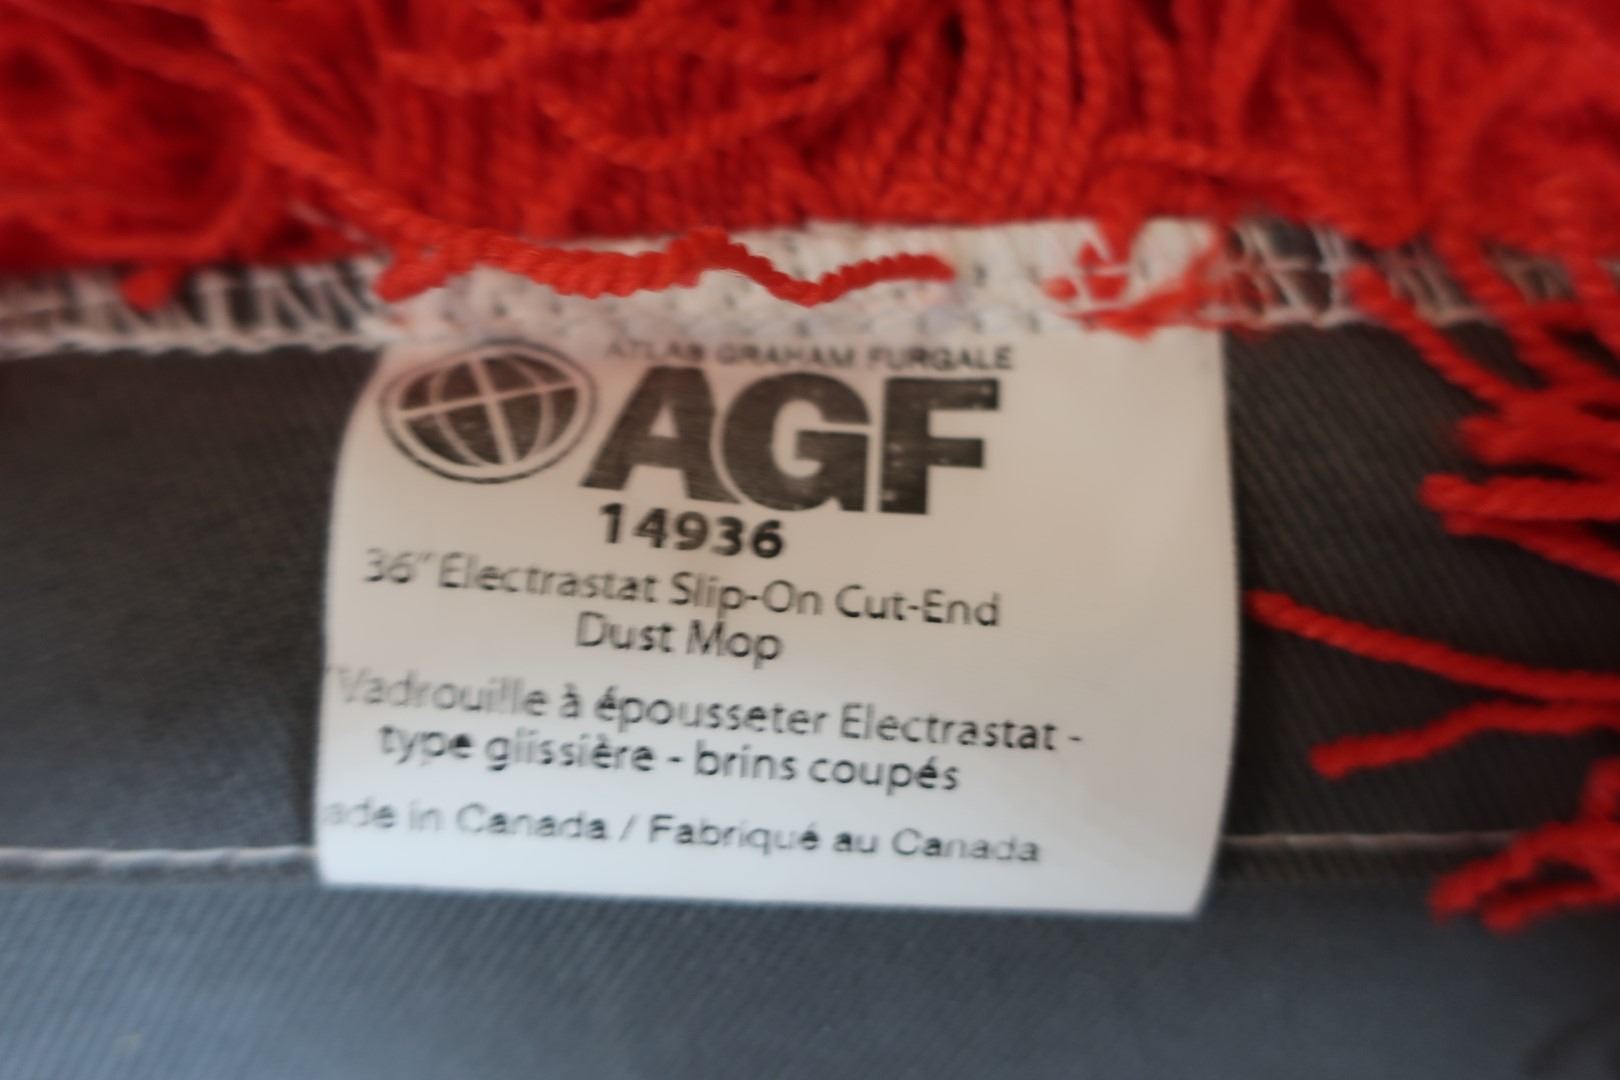 ATLAS GRAHAM FURGALE
AGF
14936
36" Electrastat Slip-On Cut-End
Dust Mop
Vadrouille à épousseter Electrastat -
type glissière - brins coupés
ade in Canada / Fabriqué au Canada